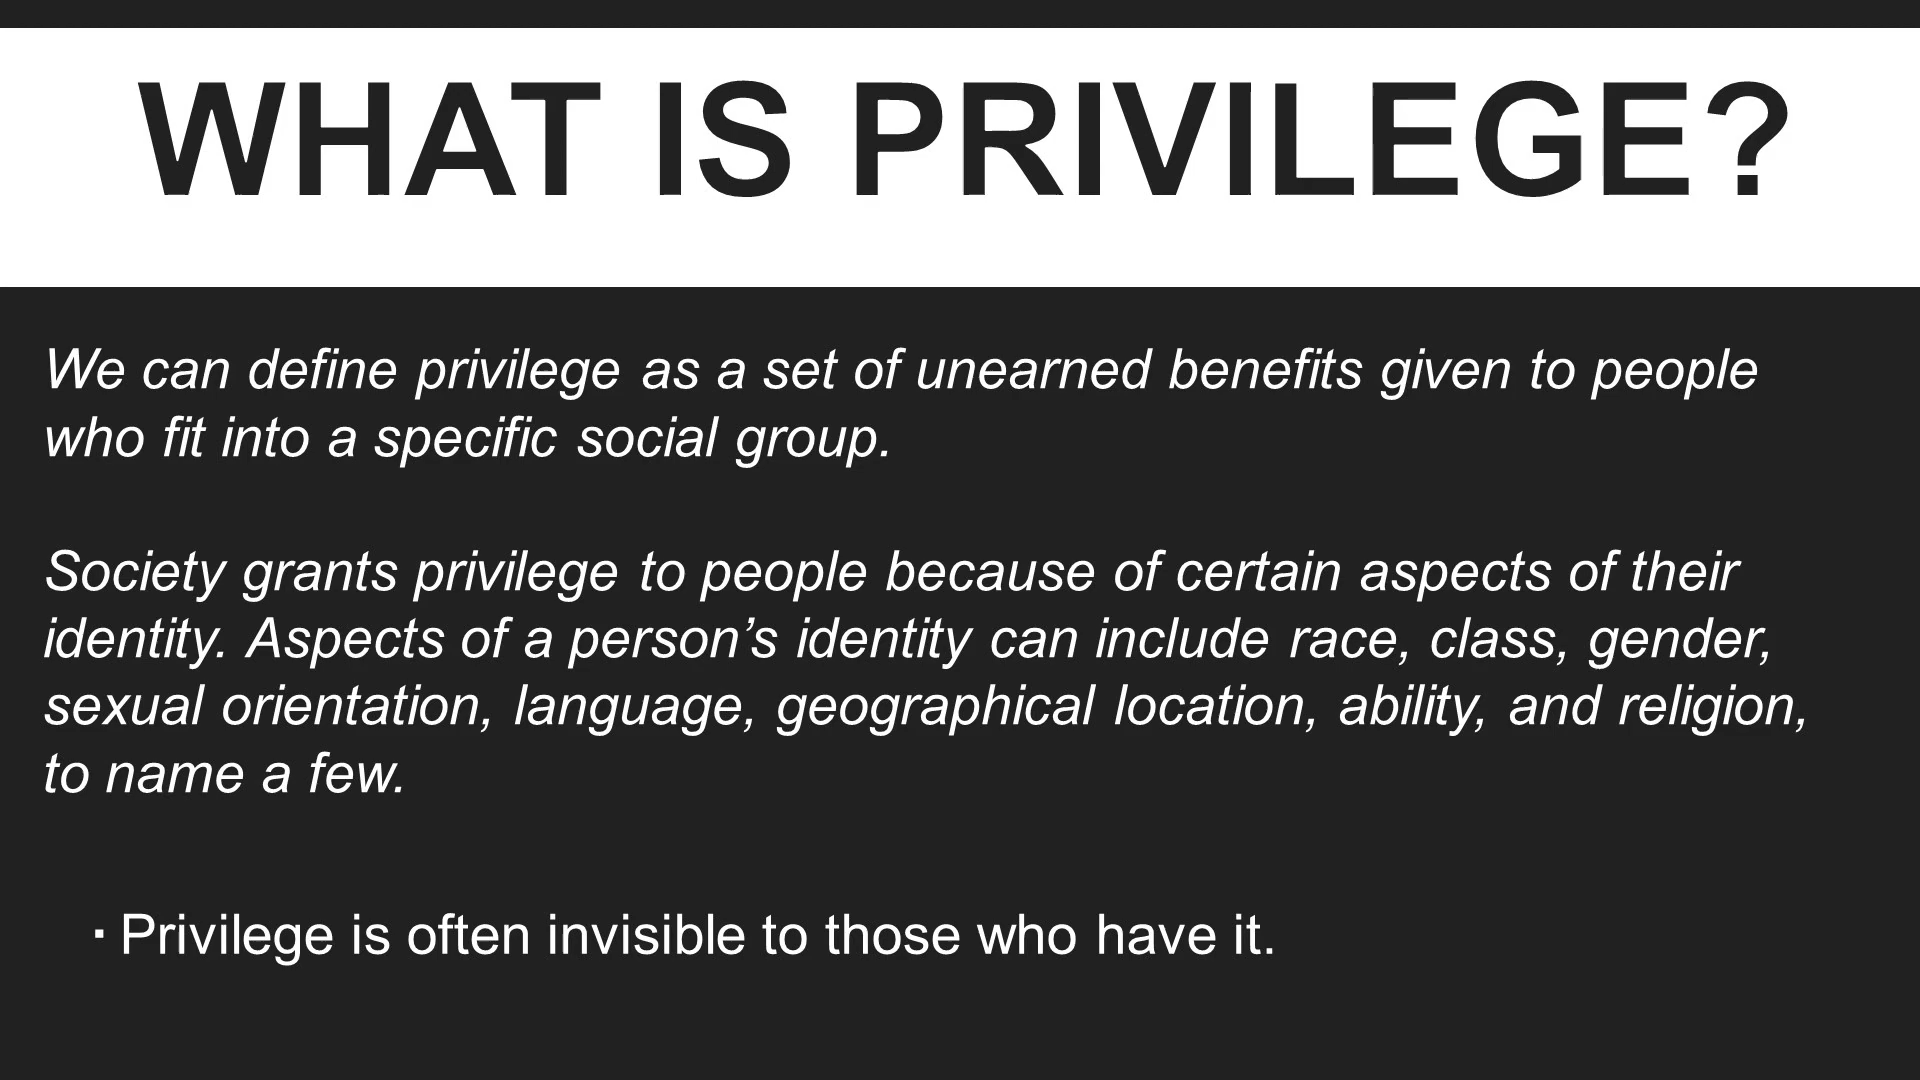 WHAT IS PRIVILEGE?
We can define privilege as a set of unearned benefits given to people
who fit into a specific social group.
Society grants privilege to people because of certain aspects of their
identity. Aspects of a person’s identity can include race, class, gender,
sexual orientation, language, geographical location, ability, and religion,
to name a few.
▪ Privilege is often invisible to those who have it.